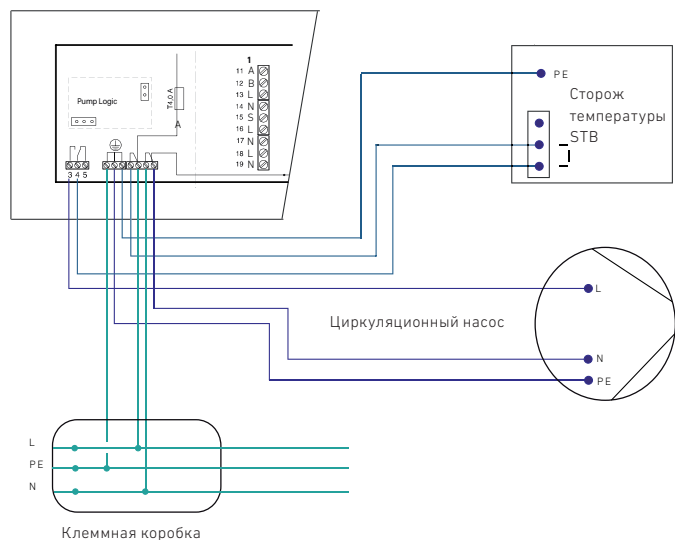 1
11 A
12 B
13 L
14 N
15 S
16 L
17 N
18 L
19 N
Pump Logic
T4,0 A
A
3 4 5
PE
Сторож
температуры
STB
L
Циркуляционный насос
N
PE
L
PE
N
Клеммная коробка